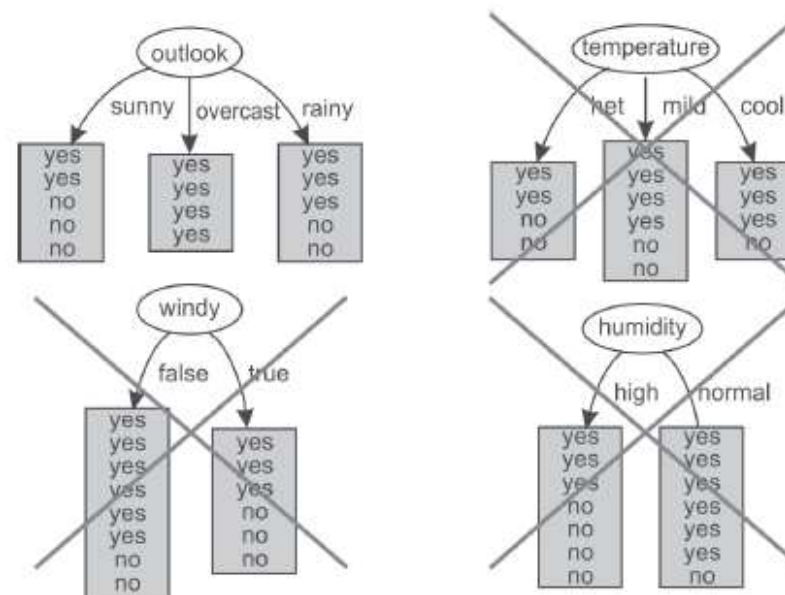 outlook
sunny overcast rainy
yes
yes
no
no
no
yes
yes
yes
yes
yes
yes
yes
no
no
temperature
het mild cool
yes
yes
no
no
yes
yes
yes
yes
no
no
yes
yes
yes
no
windy
false true
yes
yes
yes
yes
yes
yes
no
no
yes
yes
yes
no
no
no
humidity
high normal
yes
yes
yes
no
no
no
no
yes
yes
yes
yes
yes
yes
no